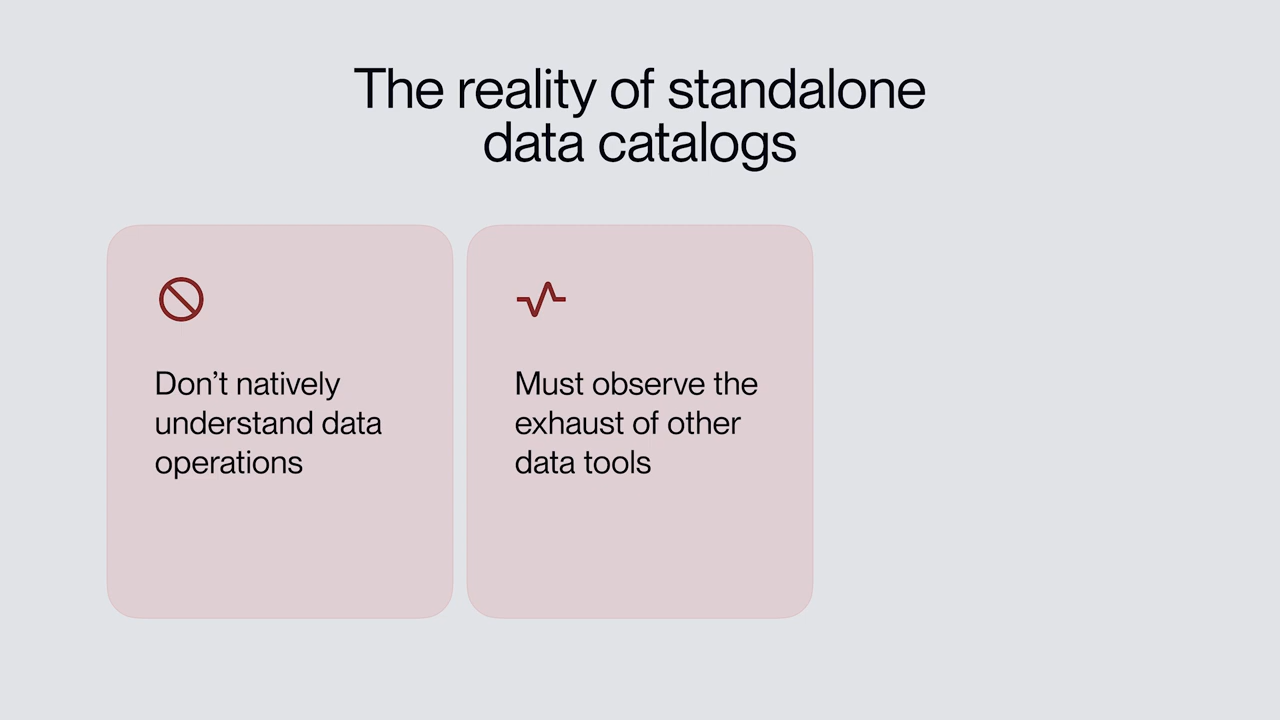 The reality of standalone
data catalogs
Don’t natively
understand data
operations
Must observe the
exhaust of other
data tools